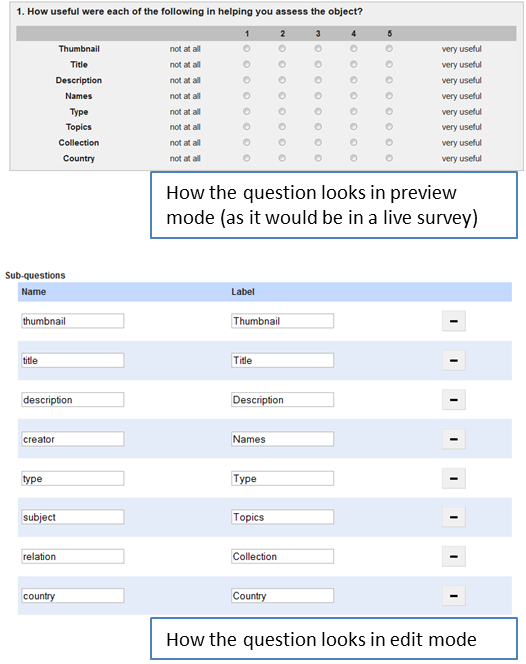 1. How useful were each of the following in helping you assess the object?
1 2 3 4 5
Thumbnail not at all very useful
Title not at all very useful
Description not at all very useful
Names not at all very useful
Type not at all very useful
Topics not at all very useful
Collection not at all very useful
Country not at all very useful
How the question looks in preview
mode (as it would be in a live survey)
Sub-questions
Name Label
thumbnail Thumbnail
title Title
description Description
creator Names
type Type
subject Topics
relation Collection
country Country
How the question looks in edit mode